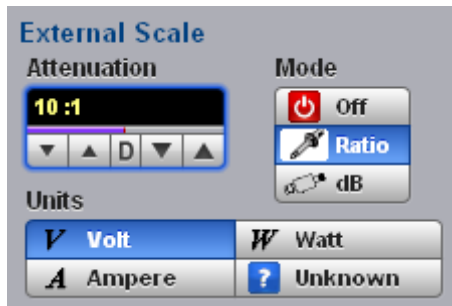 External Scale
Attenuation
Mode
10 :1
D
Off
Ratio
dB
Units
V Volt
W Watt
A Ampere
? Unknown